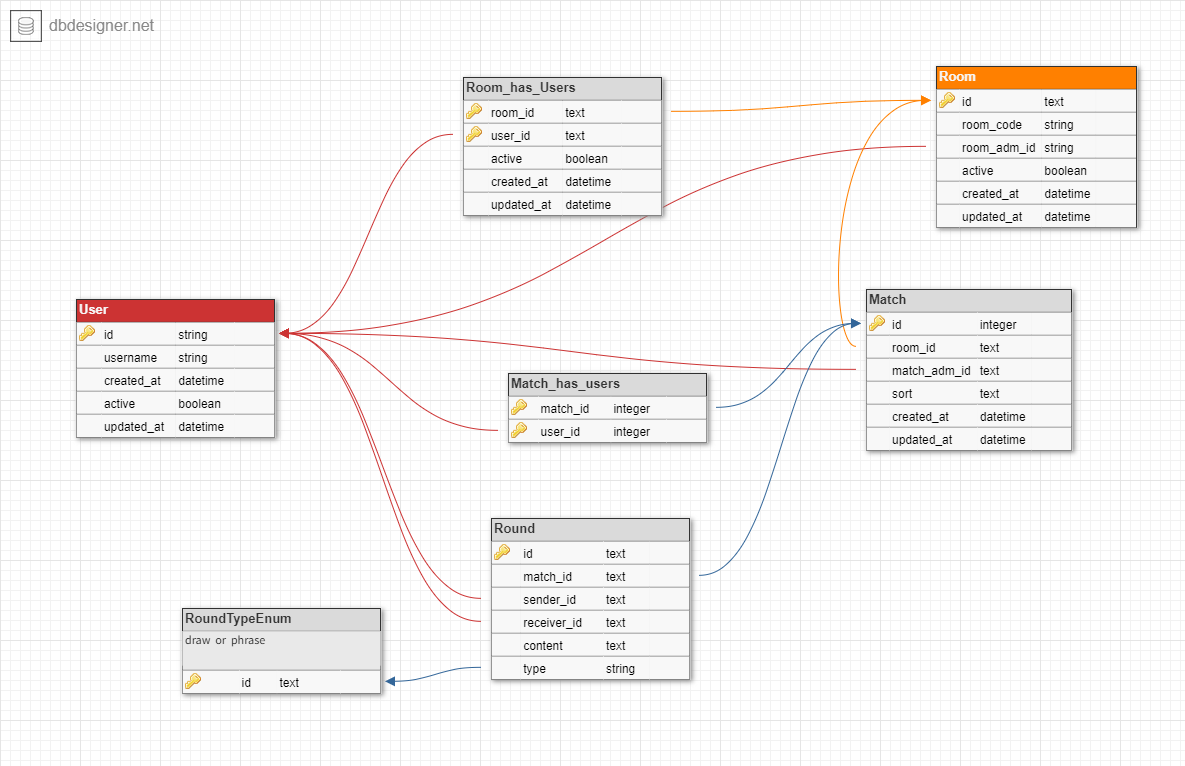 dbdesigner.net
Room_has_Users
room_id text
user_id text
active boolean
created_at datetime
updated_at datetime
Room
id text
room_code string
room_adm_id string
active boolean
created_at datetime
updated_at datetime
User
id string
username string
created_at datetime
active boolean
updated_at datetime
Match
id integer
room_id text
match_adm_id text
sort text
created_at datetime
updated_at datetime
Match_has_users
match_id integer
user_id integer
Round
id text
match_id text
sender_id text
receiver_id text
content text
type string
RoundTypeEnum
draw or phrase
id text